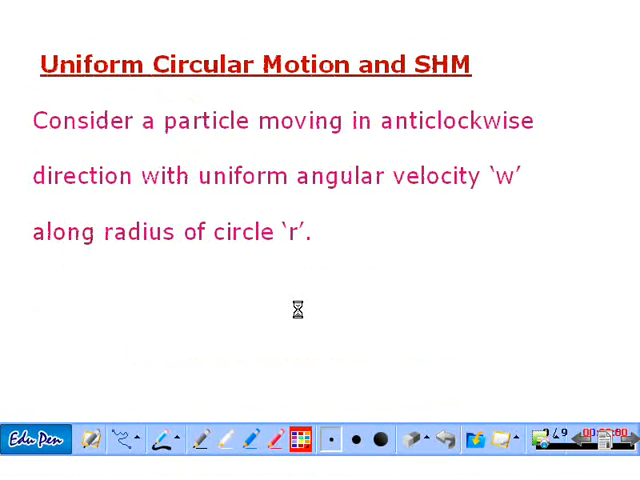 Uniform Circular Motion and SHM
Consider a particle moving in anticlockwise
direction with uniform angular velocity ‘w’
along radius of circle ‘r’.
Edu Pen
/ 9